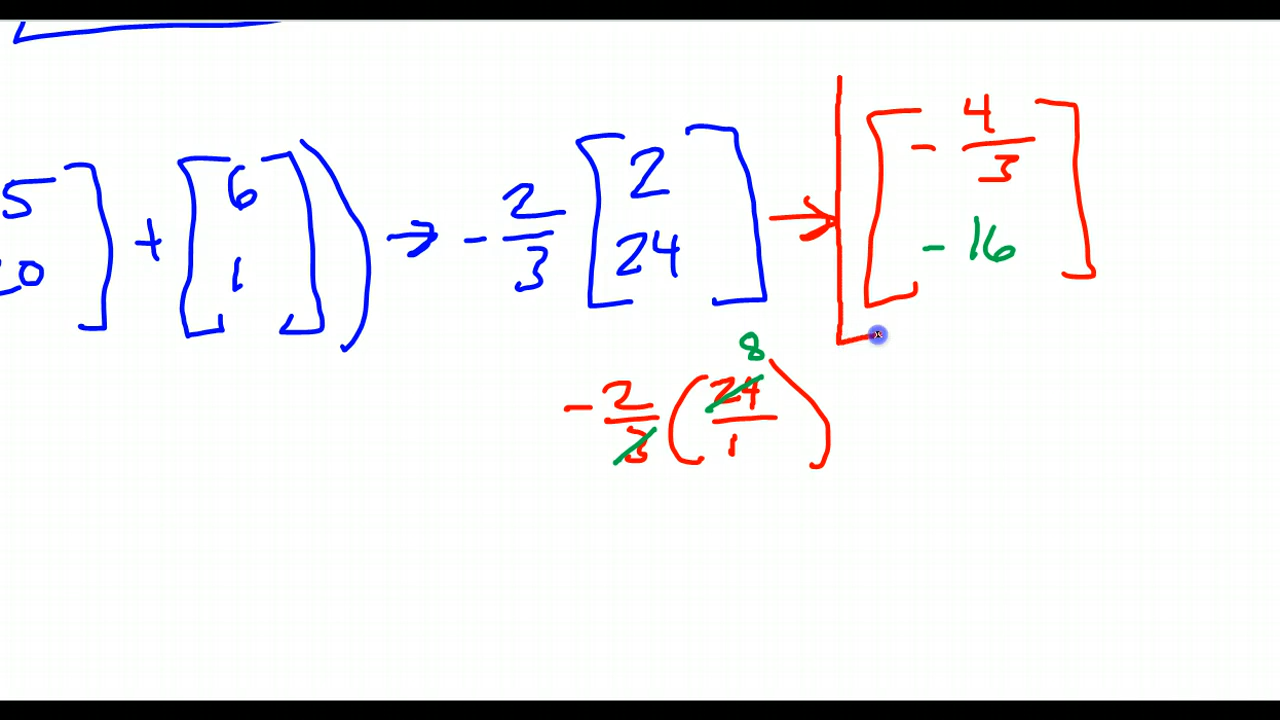 5] + [6 ) → - 2/3 [2 → [- 4/3
0] [1 ) [24] - 16]
8
- 2/3 (24/1)